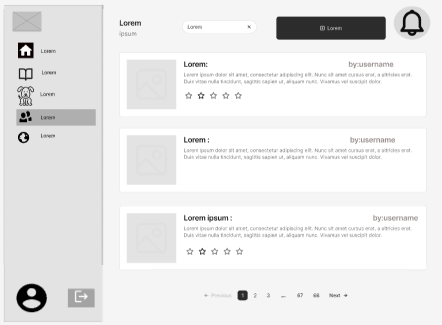 Lorem
Lorem
Lorem
Lorem
Lorem
Lorem
ipsum
Lorem
Lorem
Lorem:
by:username
Lorem ipsum dolor sit amet, consectetur adipiscing elit. Nunc sit amet cursus erat, a ultricies erat.
Duis vitae nulla tincidunt, sagittis sapien ut, aliquam nunc. Vivamus vel suscipit dolor.
Lorem :
by:username
Lorem ipsum dolor sit amet, consectetur adipiscing elit. Nunc sit amet cursus erat, a ultricies erat.
Duis vitae nulla tincidunt, sagittis sapien ut, aliquam nunc. Vivamus vel suscipit dolor.
Lorem ipsum :
by:username
Lorem ipsum dolor sit amet, consectetur adipiscing elit. Nunc sit amet cursus erat, a ultricies erat.
Duis vitae nulla tincidunt, sagittis sapien ut, aliquam nunc. Vivamus vel suscipit dolor.
← Previous 1 2 3 ... 67 68 Next →